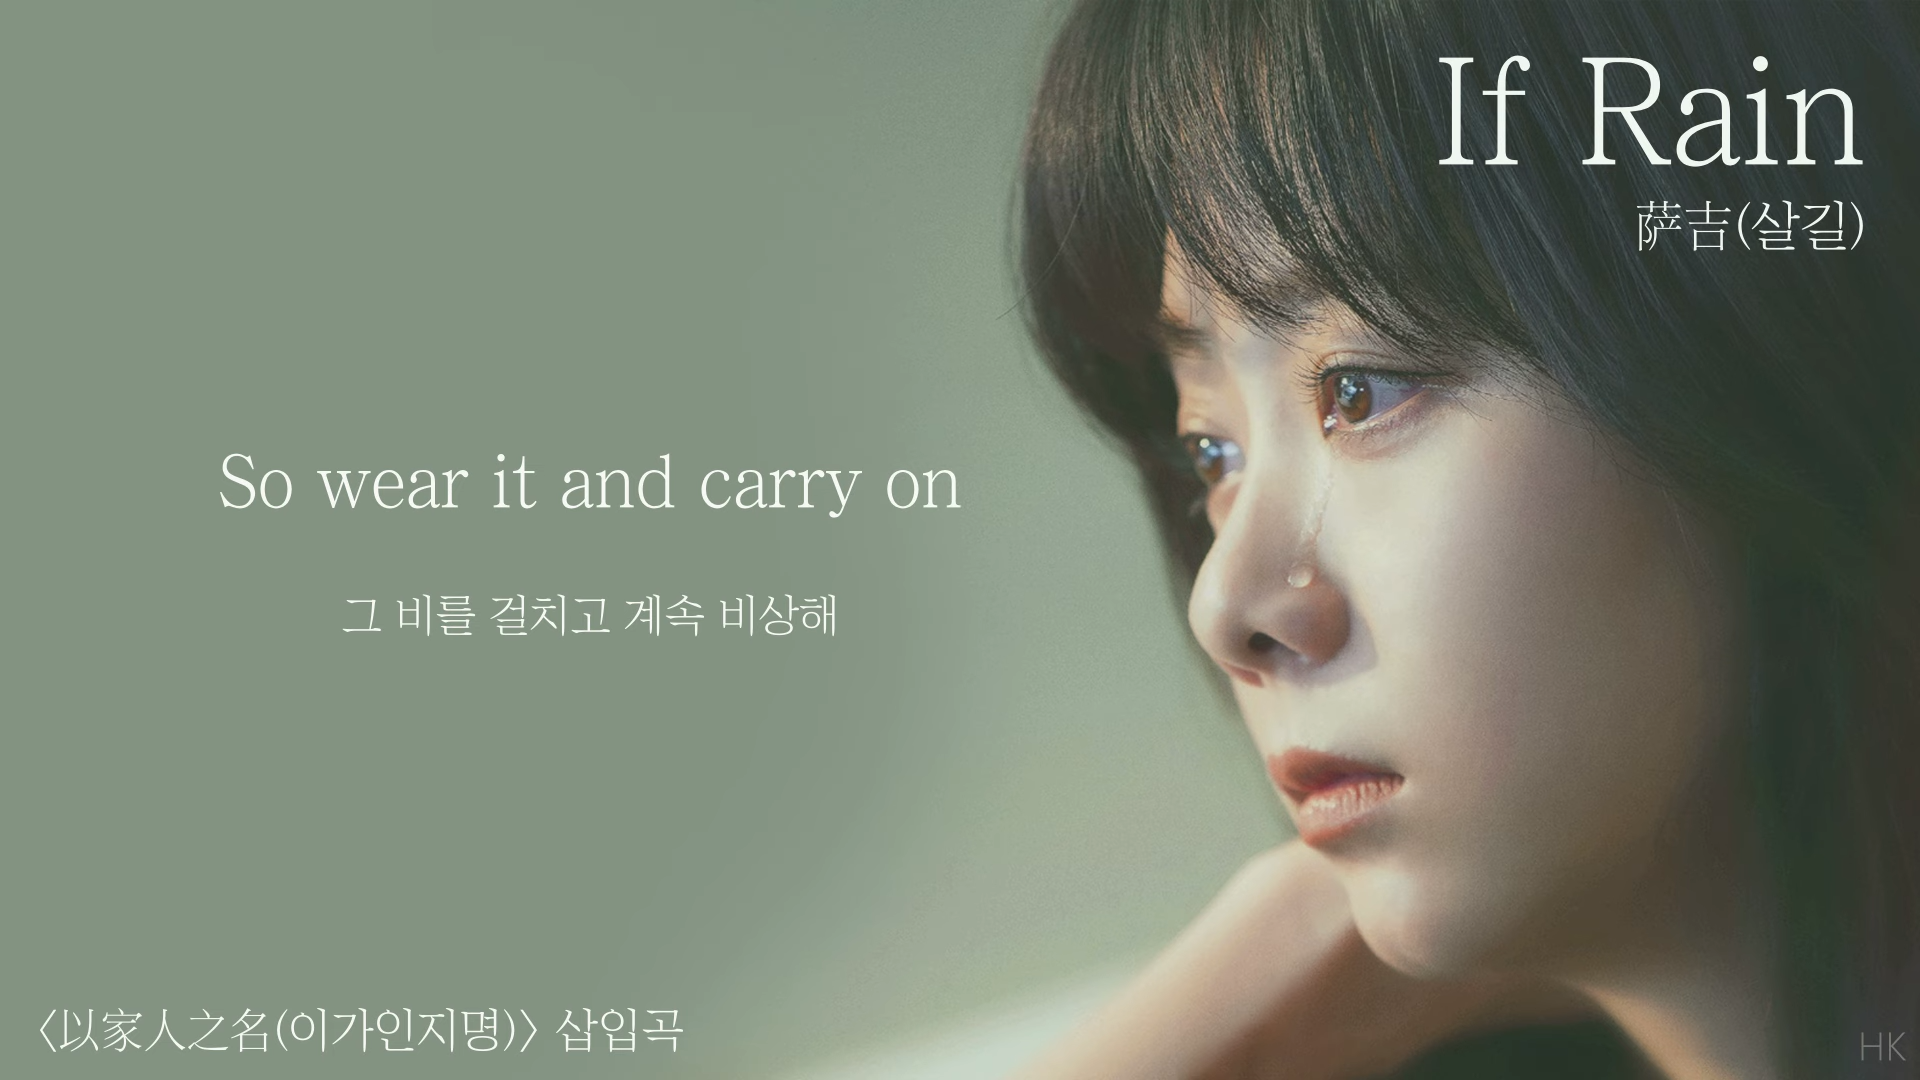 If Rain
萨吉(살길)
So wear it and carry on
그 비를 걸치고 계속 비상해
〈以家人之名(이가인지명)〉 삽입곡
HK